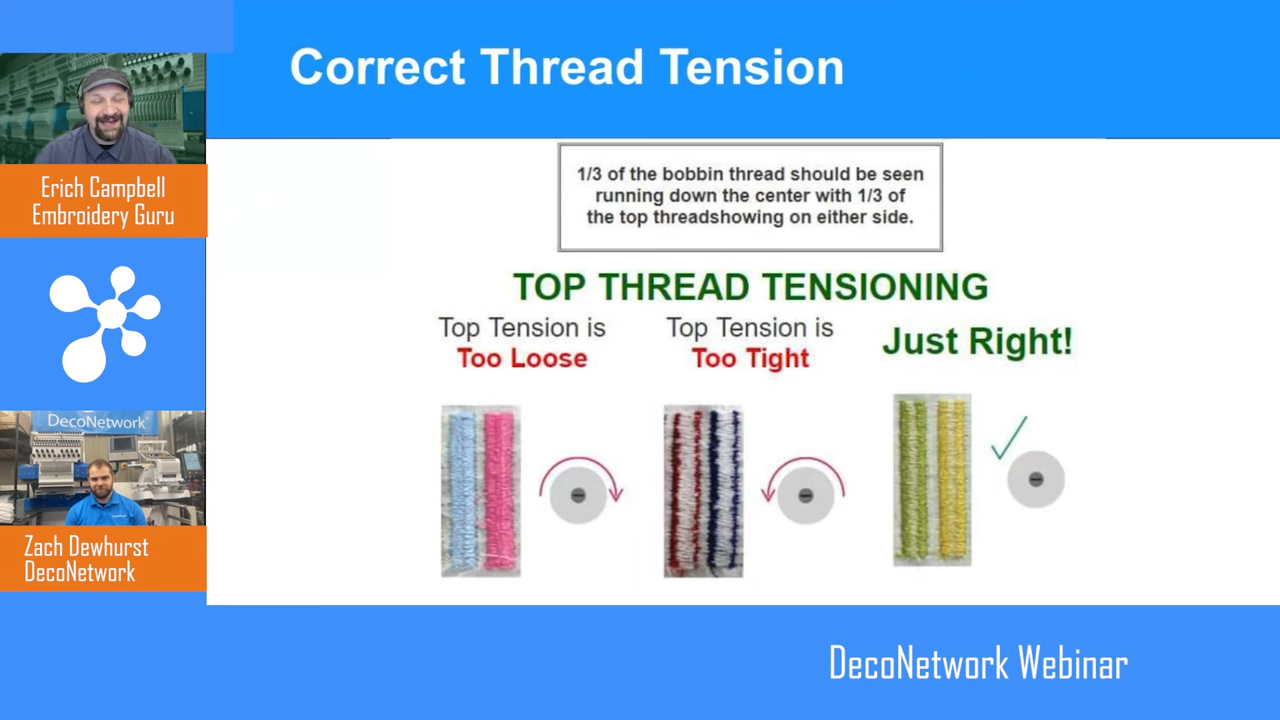 Correct Thread Tension
Erich Campbell
Embroidery Guru
1/3 of the bobbin thread should be seen
running down the center with 1/3 of
the top threadshowing on either side.
TOP THREAD TENSIONING
Top Tension is
Too Loose
Top Tension is
Too Tight
Just Right!
DecoNetwork
Zach Dewhurst
DecoNetwork
DecoNetwork Webinar